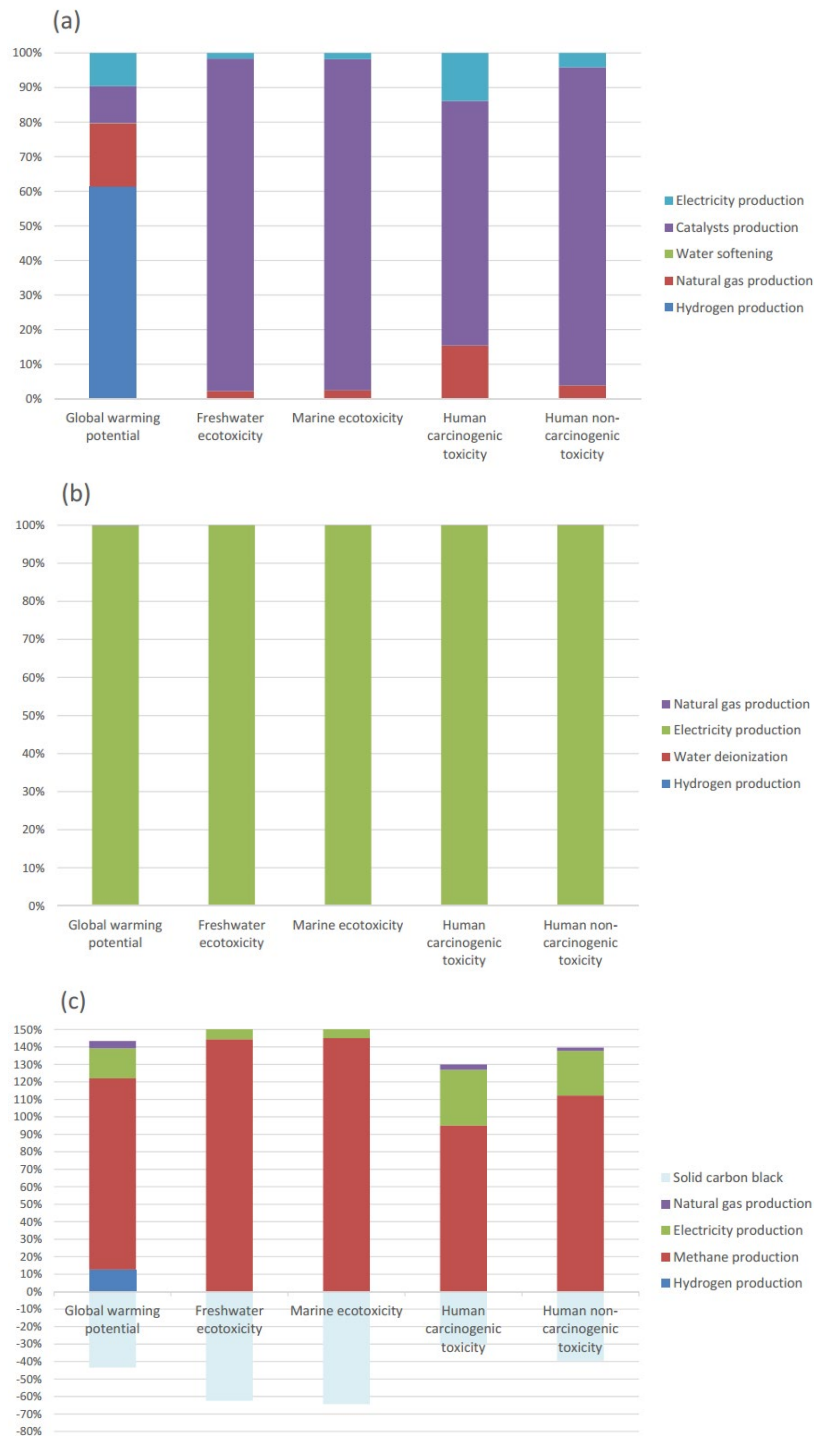 (a)
100%
90%
80%
70%
60%
50%
40%
30%
20%
10%
0%
Global warming
potential
Freshwater
ecotoxicity
Marine ecotoxicity
Human
carcinogenic
toxicity
Human non-
carcinogenic
toxicity
Electricity production
Catalysts production
Water softening
Natural gas production
Hydrogen production
(b)
100%
90%
80%
70%
60%
50%
40%
30%
20%
10%
0%
Global warming
potential
Freshwater
ecotoxicity
Marine ecotoxicity
Human
carcinogenic
toxicity
Human non-
carcinogenic
toxicity
Natural gas production
Electricity production
Water deionization
Hydrogen production
(c)
150%
140%
130%
120%
110%
100%
90%
80%
70%
60%
50%
40%
30%
20%
10%
0%
-10%
-20%
-30%
-40%
-50%
-60%
-70%
-80%
Global warming
potential
Freshwater
ecotoxicity
Marine ecotoxicity
Human
carcinogenic
toxicity
Human non-
carcinogenic
toxicity
Solid carbon black
Natural gas production
Electricity production
Methane production
Hydrogen production